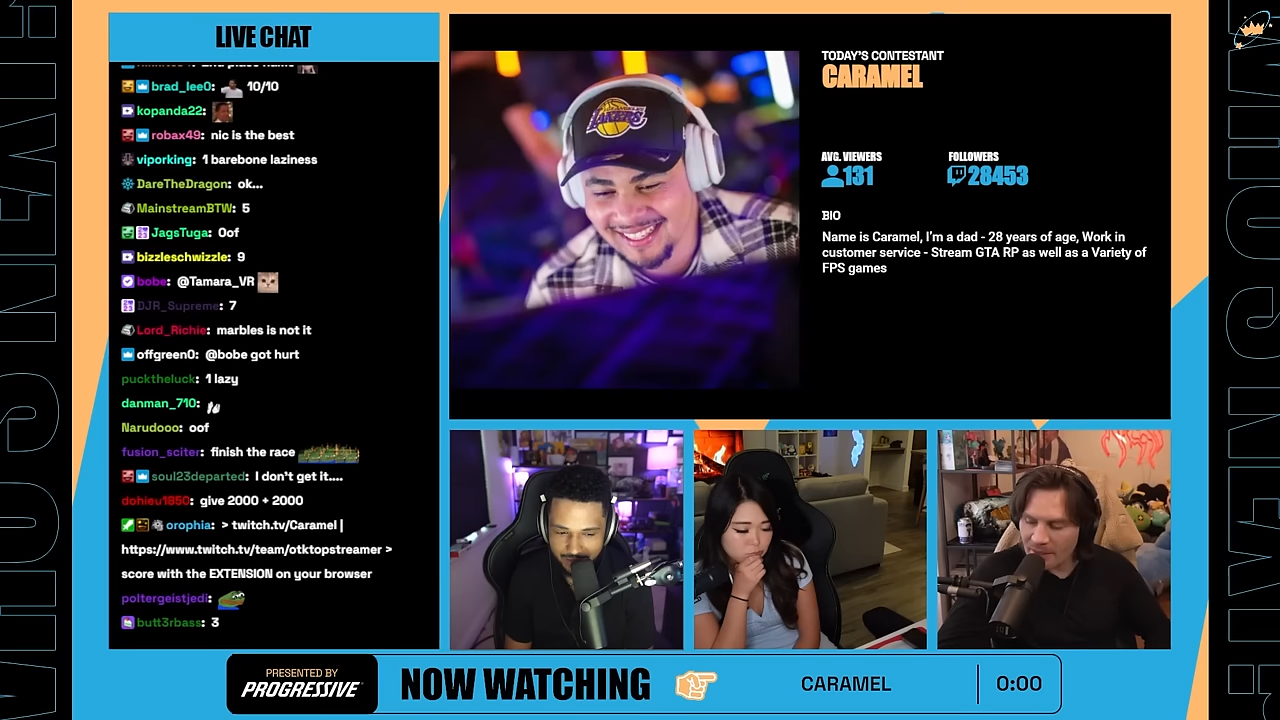 LIVE CHAT
brad_lee0: 10/10
kopanda22:
robax49: nic is the best
viporking: 1 barebone laziness
DareTheDragon: ok...
MainstreamBTW: 5
JagsTuga: Oof
bizzleschwizzle: 9
bobe: @Tamara_VR
DJR_Supreme: 7
Lord_Richie: marbles is not it
offgreen0: @bobe got hurt
pucktheluck: 1 lazy
danman_710:
Narudooo: oof
fusion_sciter: finish the race
soul23departed: I don't get it....
dohieu1850: give 2000 + 2000
orophia: > twitch.tv/Caramel |
https://www.twitch.tv/team/otktopstreamer >
score with the EXTENSION on your browser
poltergeistjedi:
butt3rbass: 3
TODAY'S CONTESTANT
CARAMEL
AVG. VIEWERS
131
FOLLOWERS
28453
BIO
Name is Caramel, I'm a dad - 28 years of age, Work in
customer service - Stream GTA RP as well as a Variety of
FPS games
LAKERS
PRESENTED BY
PROGRESSIVE
NOW WATCHING
CARAMEL
0:00